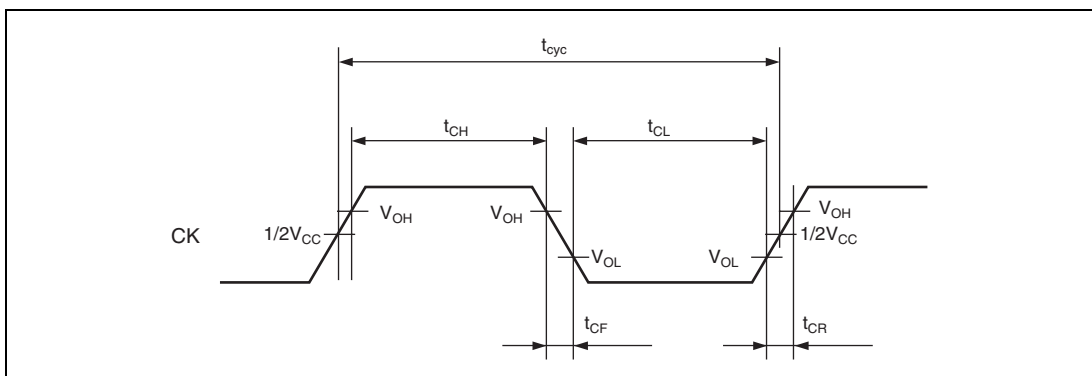 tcyc
tCH
tCL
VOH
VOH
VOH
1/2VCC
1/2VCC
CK
VOL
VOL
tCF
tCR